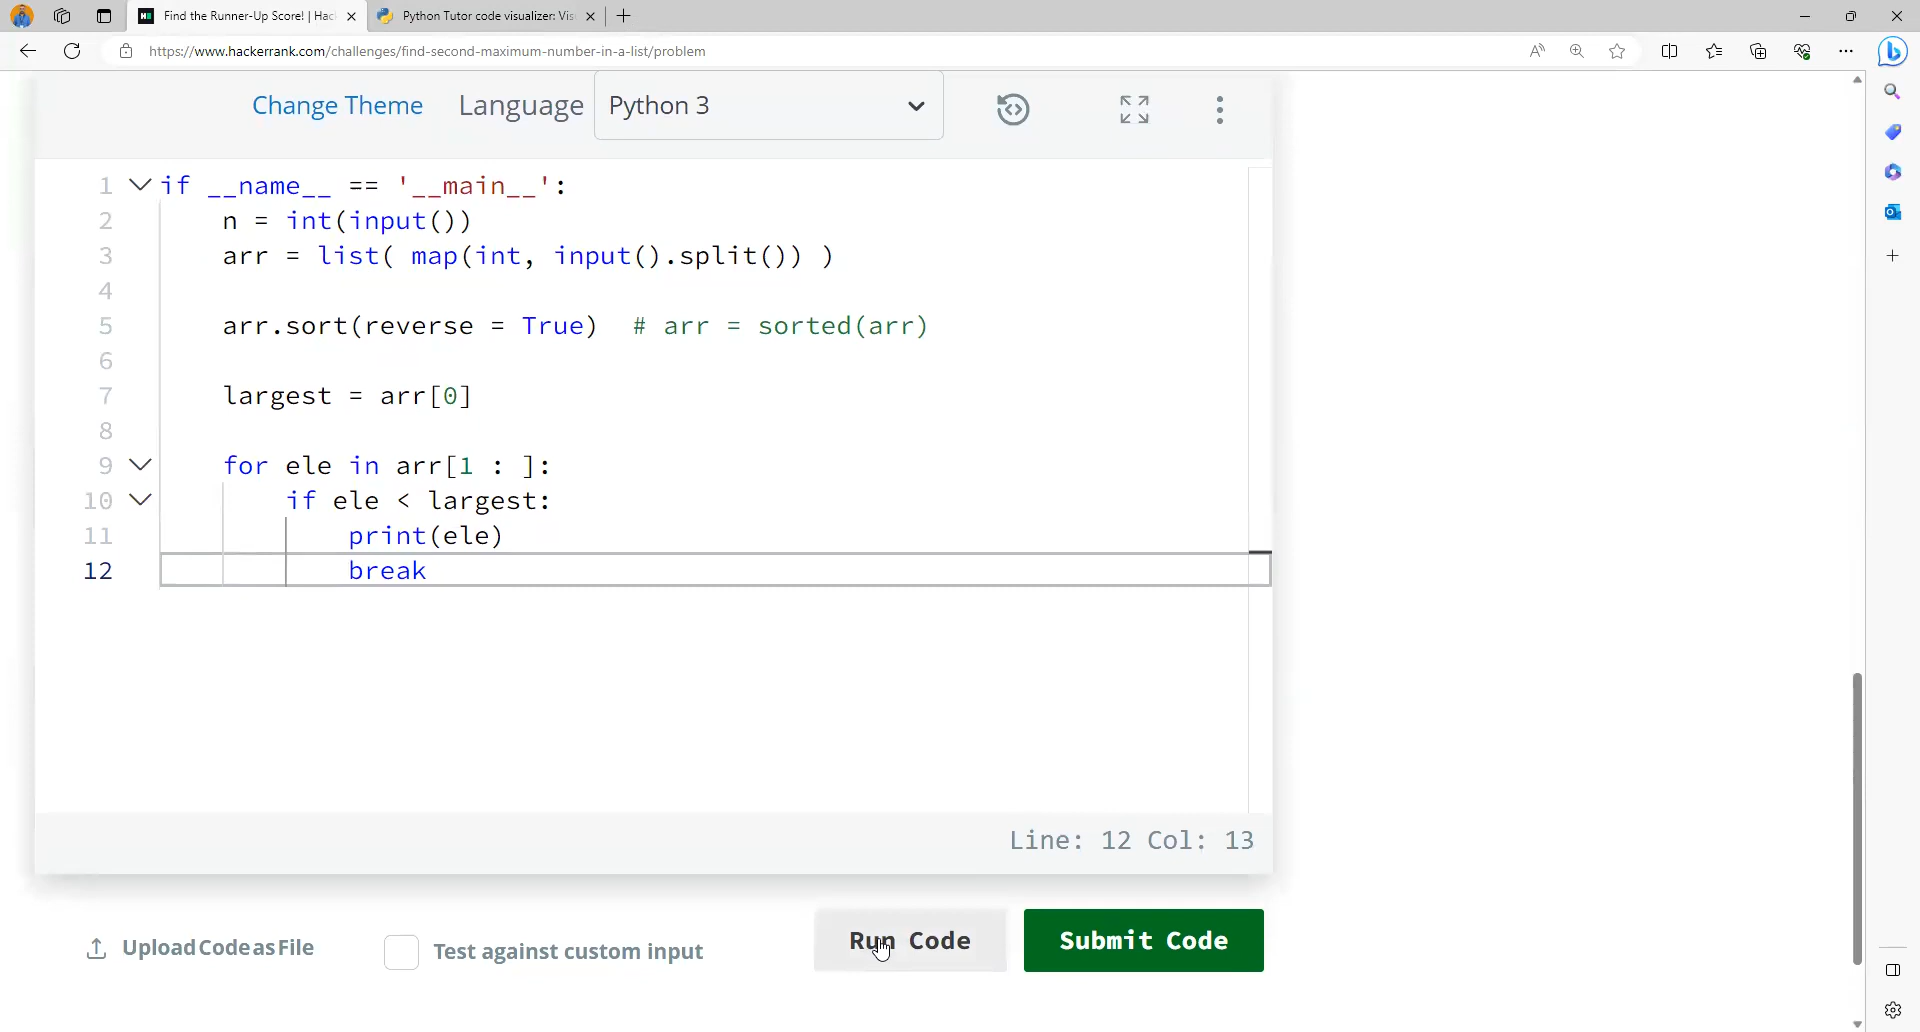 Find the Runner-Up Score! | Hac
Python Tutor code visualizer: Vis
https://www.hackerrank.com/challenges/find-second-maximum-number-in-a-list/problem
Change Theme Language Python 3
1 if __name__ == '__main__':
2 n = int(input())
3 arr = list( map(int, input().split()) )
4
5 arr.sort(reverse = True) # arr = sorted(arr)
6
7 largest = arr[0]
8
9 for ele in arr[1 : ]:
10 if ele < largest:
11 print(ele)
12 break
Line: 12 Col: 13
Upload Code as File Test against custom input Run Code Submit Code